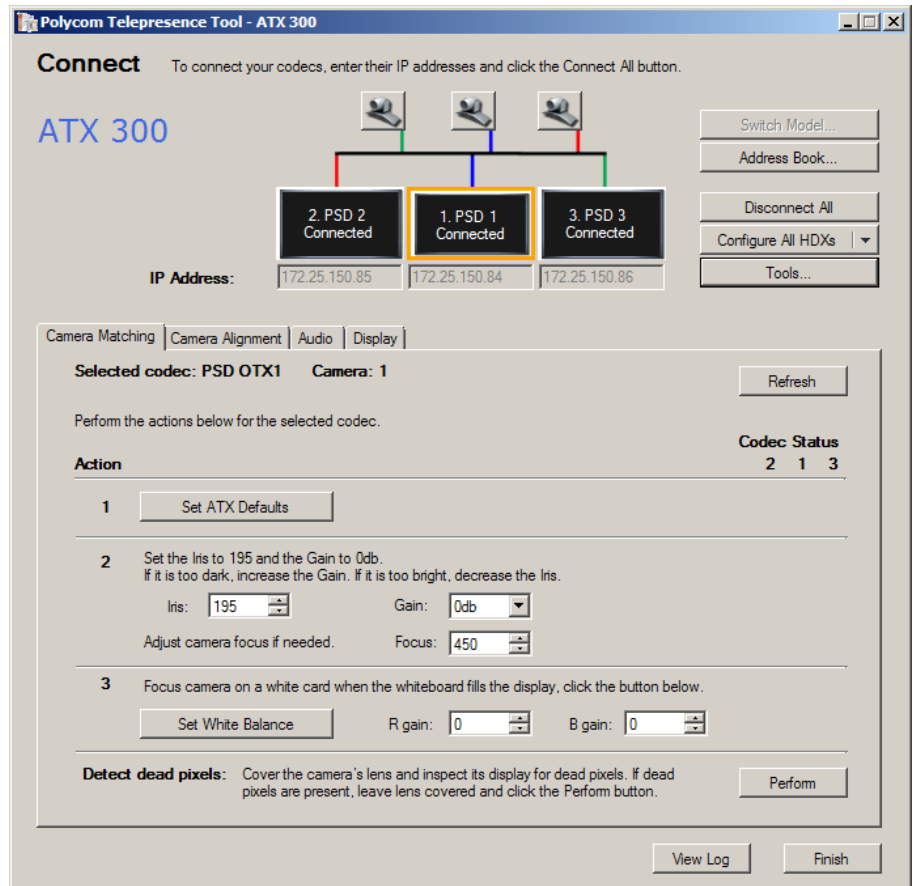 Polycom Telepresence Tool - ATX 300
Connect To connect your codecs, enter their IP addresses and click the Connect All button.
ATX 300
Switch Model...
Address Book...
2. PSD 2
Connected
1. PSD 1
Connected
3. PSD 3
Connected
Disconnect All
Configure All HDXs
IP Address: 172.25.150.85 172.25.150.84 172.25.150.86
Tools...
Camera Matching Camera Alignment Audio Display
Selected codec: PSD OTX1 Camera: 1
Refresh
Perform the actions below for the selected codec.
Codec Status
Action 2 1 3
1 Set ATX Defaults
2 Set the Iris to 195 and the Gain to 0db.
If it is too dark, increase the Gain. If it is too bright, decrease the Iris.
Iris: 195 Gain: 0db
Adjust camera focus if needed. Focus: 450
3 Focus camera on a white card when the whiteboard fills the display, click the button below.
Set White Balance R gain: 0 B gain: 0
Detect dead pixels: Cover the camera's lens and inspect its display for dead pixels. If dead
pixels are present, leave lens covered and click the Perform button.
Perform
View Log Finish